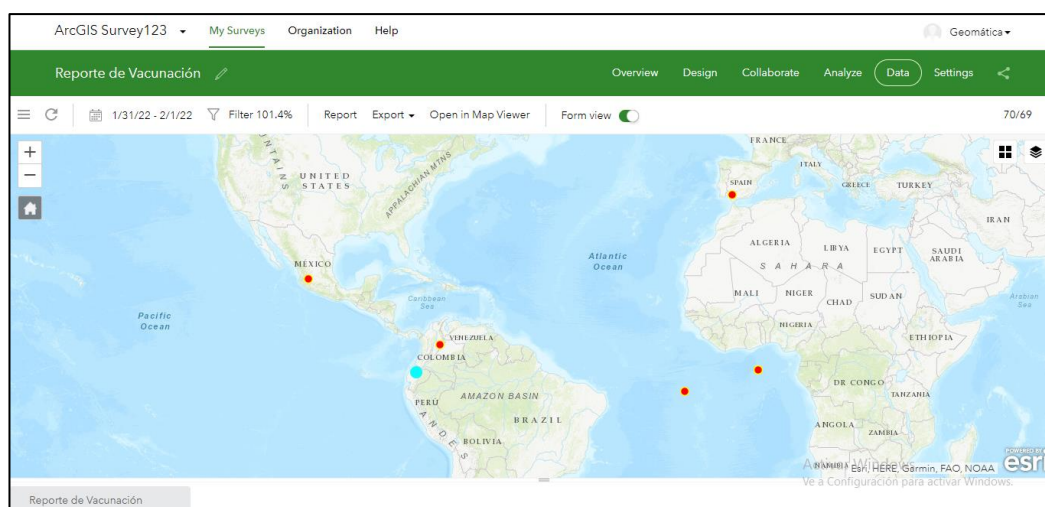 ArcGIS Survey123 My Surveys Organization Help Geomática
Reporte de Vacunación Overview Design Collaborate Analyze Data Settings
1/31/22 - 2/1/22 Filter 101.4% Report Export Open in Map Viewer Form view 70/69
+
−
UNITED
STATES
APPALACHIAN MTNS
FRANCE
ITALY
SPAIN
GREECE
TURKEY
IRAN
ALGERIA
LIBYA
EGYPT
SAUDI
ARABIA
SAHARA
MÉXICO
Atlantic
Ocean
Caribbean
Sea
MALI
NIGER
CHAD
SUDAN
Arabian
Sea
Pacific
Ocean
NIGERIA
ETHIOPIA
VENEZUELA
COLOMBIA
DR CONGO
TANZANIA
PERÚ
AMAZON BASIN
BRAZIL
ANDES
BOLIVIA
ANGOLA
ZAMBIA
NAMIBIA
POWERED BY
esri
Esri, HERE, Garmin, FAO, NOAA
Ve a Configuración para activar Windows.
Reporte de Vacunación